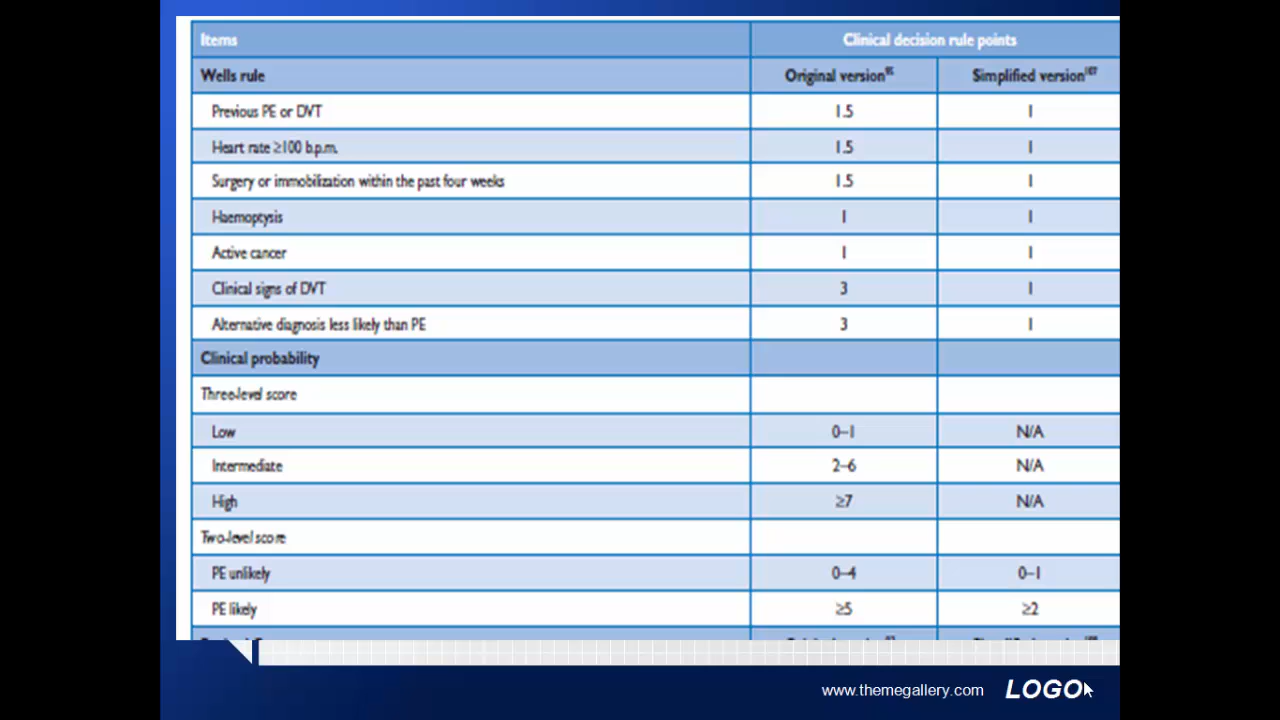 Items Clinical decision rule points
Wells rule Original version95 Simplified version107
Previous PE or DVT 1.5 1
Heart rate ≥100 b.p.m. 1.5 1
Surgery or immobilization within the past four weeks 1.5 1
Haemoptysis 1 1
Active cancer 1 1
Clinical signs of DVT 3 1
Alternative diagnosis less likely than PE 3 1
Clinical probability
Three-level score
Low 0–1 N/A
Intermediate 2–6 N/A
High ≥7 N/A
Two-level score
PE unlikely 0–4 0–1
PE likely ≥5 ≥2
www.themegallery.com LOGO